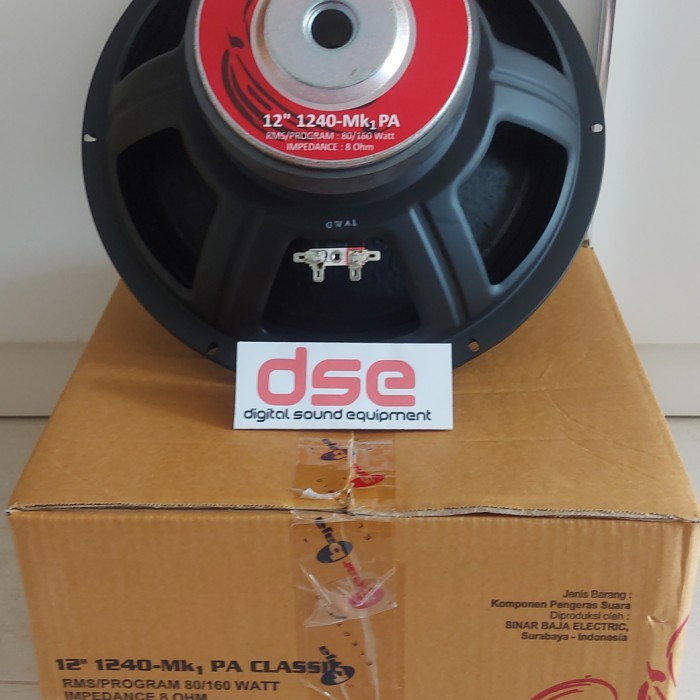 12" 1240-Mk₁ PA
RMS/PROGRAM : 80/160 Watt
IMPEDANCE : 8 Ohm
GWA1
dse
digital sound equipment
Jenis Barang :
Komponen Pengeras Suara
Diproduksi oleh :
SINAR BAJA ELECTRIC,
Surabaya - Indonesia
12" 1240-Mk₁ PA CLASSIC
RMS/PROGRAM 80/160 WATT
IMPEDANCE 8 OHM